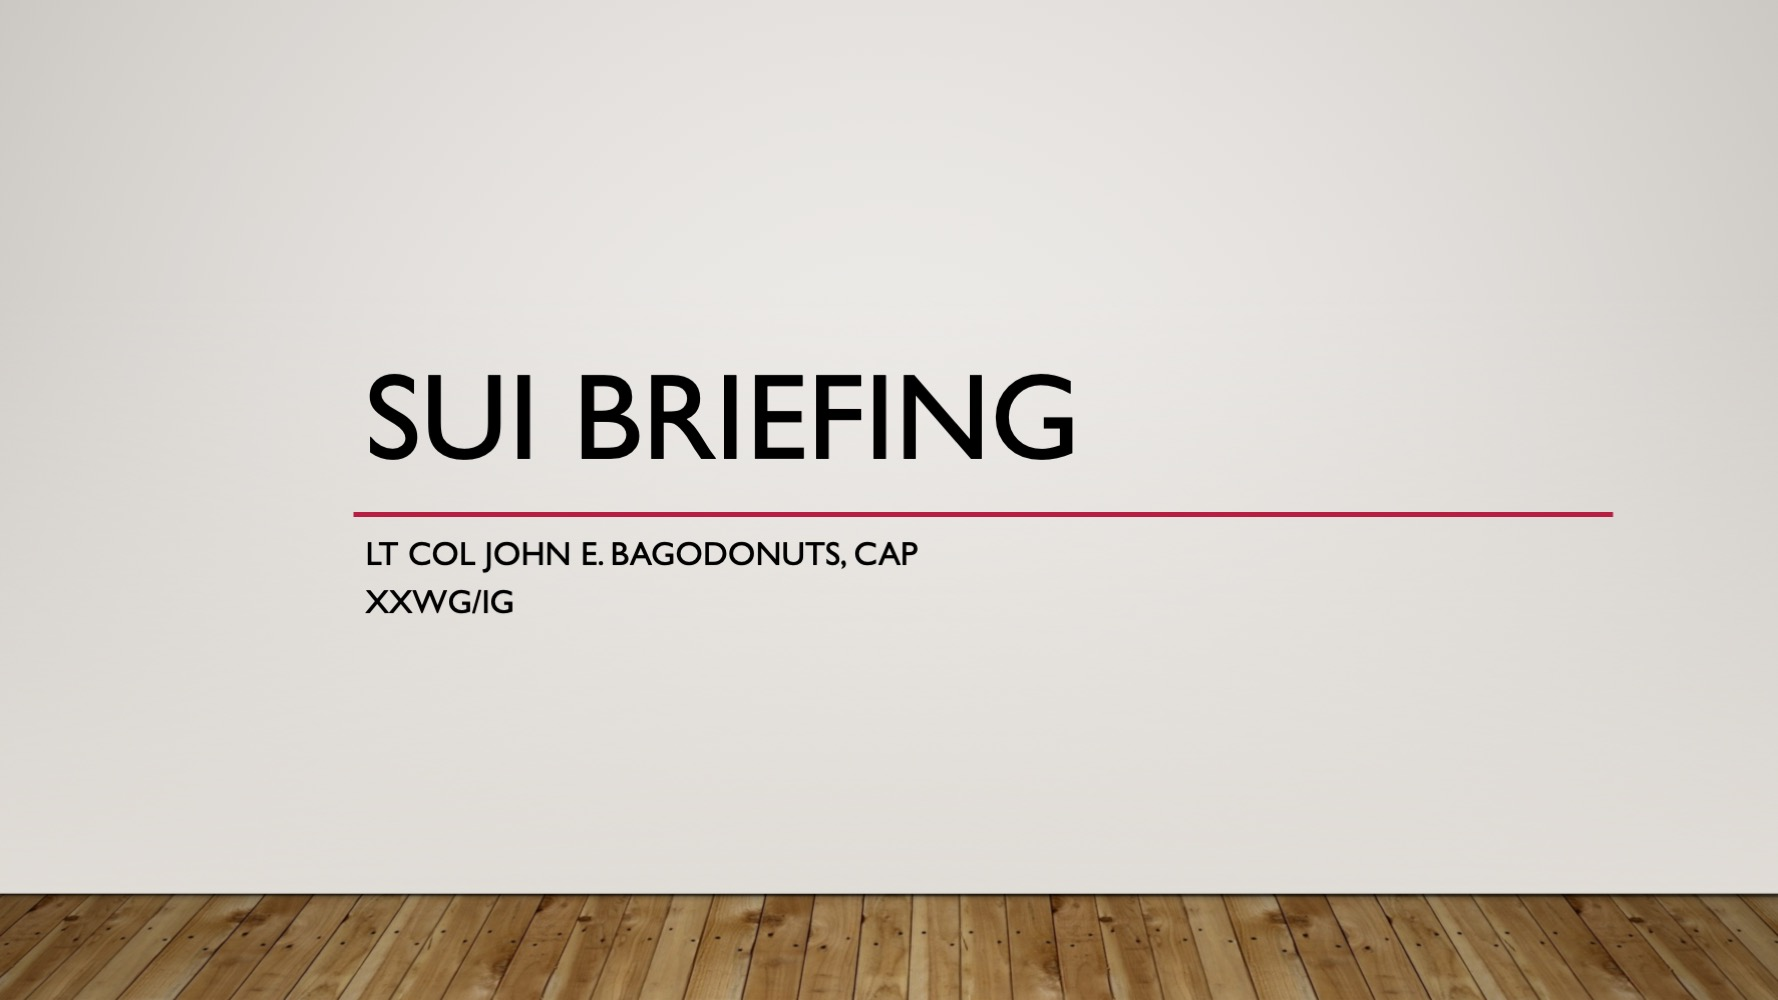 SUI BRIEFING
LT COL JOHN E. BAGODONUTS, CAP
XXWG/IG